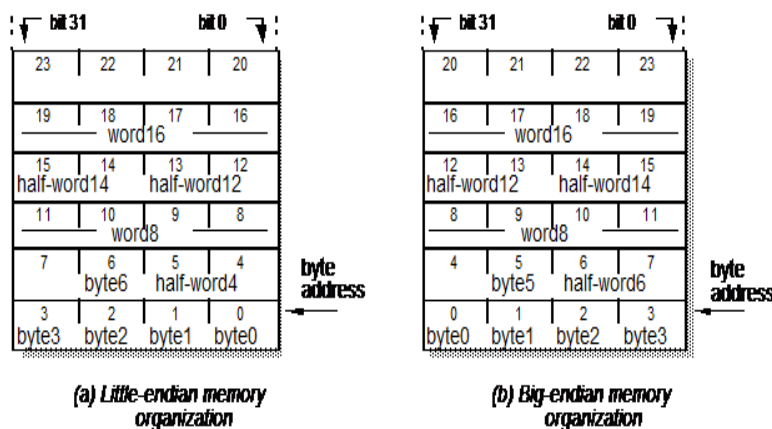 bit 31 bit 0
23 22 21 20
19 18 17 16
word16
15 14 13 12
half-word14 half-word12
11 10 9 8
word8
7 6 5 4
byte6 half-word4
3 2 1 0
byte3 byte2 byte1 byte0
byte
address
(a) Little-endian memory
organization
bit 31 bit 0
20 21 22 23
16 17 18 19
word16
12 13 14 15
half-word12 half-word14
8 9 10 11
word8
4 5 6 7
byte5 half-word6
0 1 2 3
byte0 byte1 byte2 byte3
byte
address
(b) Big-endian memory
organization